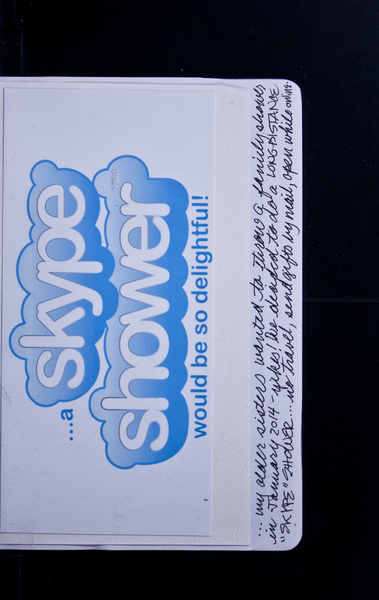 ...a
skype
shower
would be so delightful!
... my older sisters wanted to throw a family shower
in January 2014 - yikes! We decided to do a LONG-DISTANCE
"SKYPE" SHOWER... no travel, send gifts by mail, open while online.